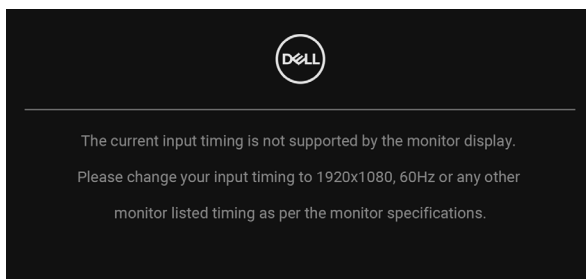 DELL
The current input timing is not supported by the monitor display.
Please change your input timing to 1920x1080, 60Hz or any other
monitor listed timing as per the monitor specifications.